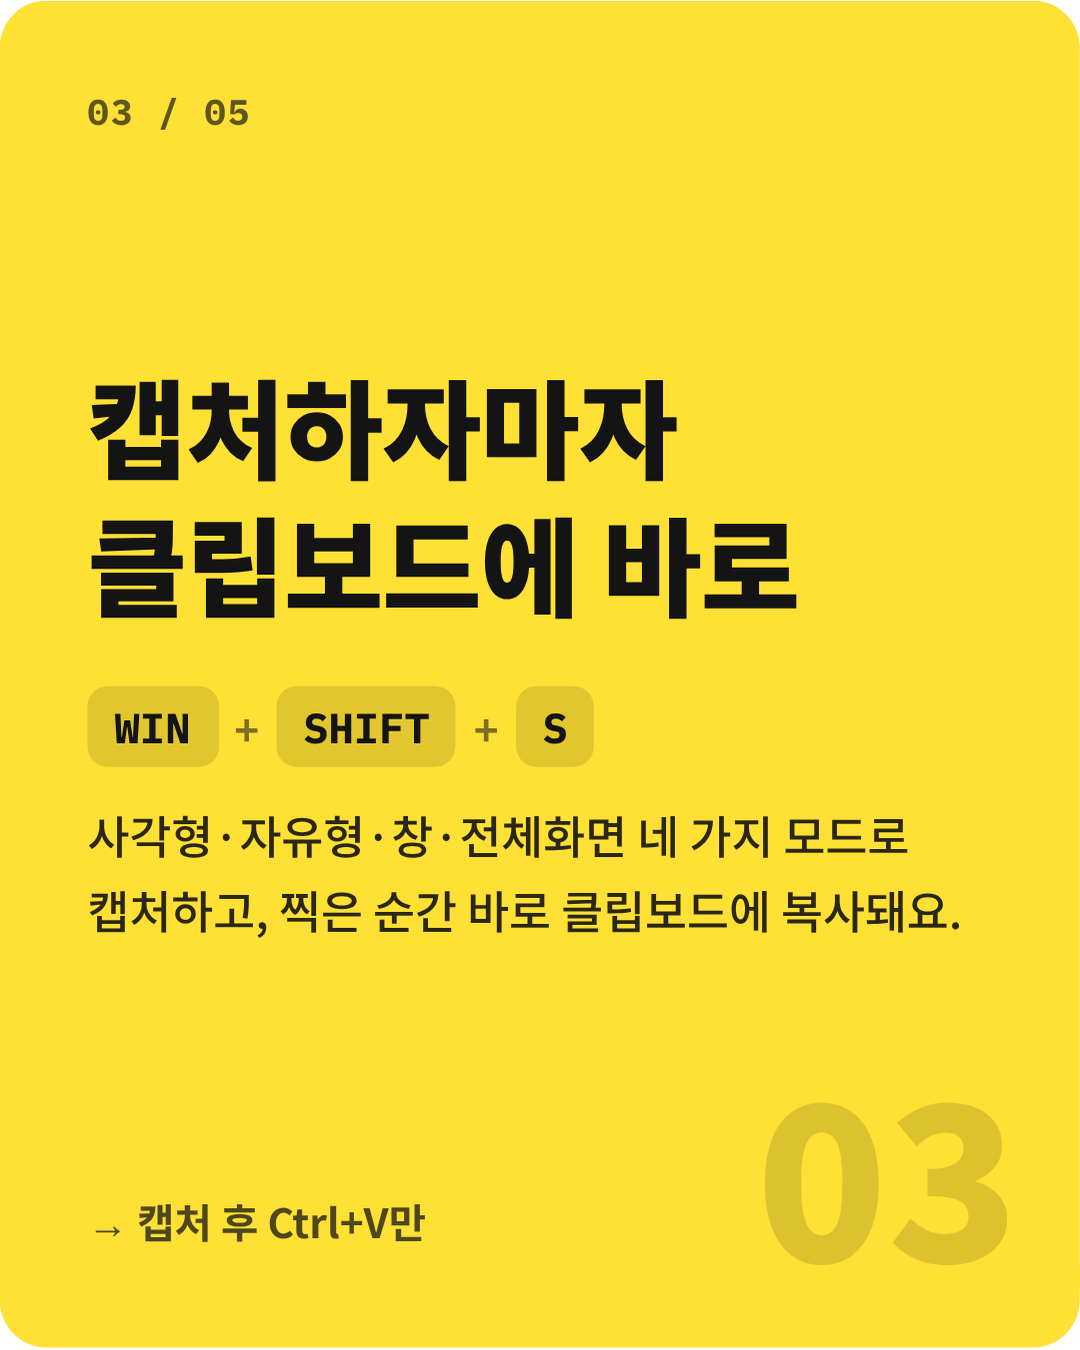 03 / 05
캡처하자마자
클립보드에 바로
WIN + SHIFT + S
사각형·자유형·창·전체화면 네 가지 모드로
캡처하고, 찍은 순간 바로 클립보드에 복사돼요.
→ 캡처 후 Ctrl+V만
03